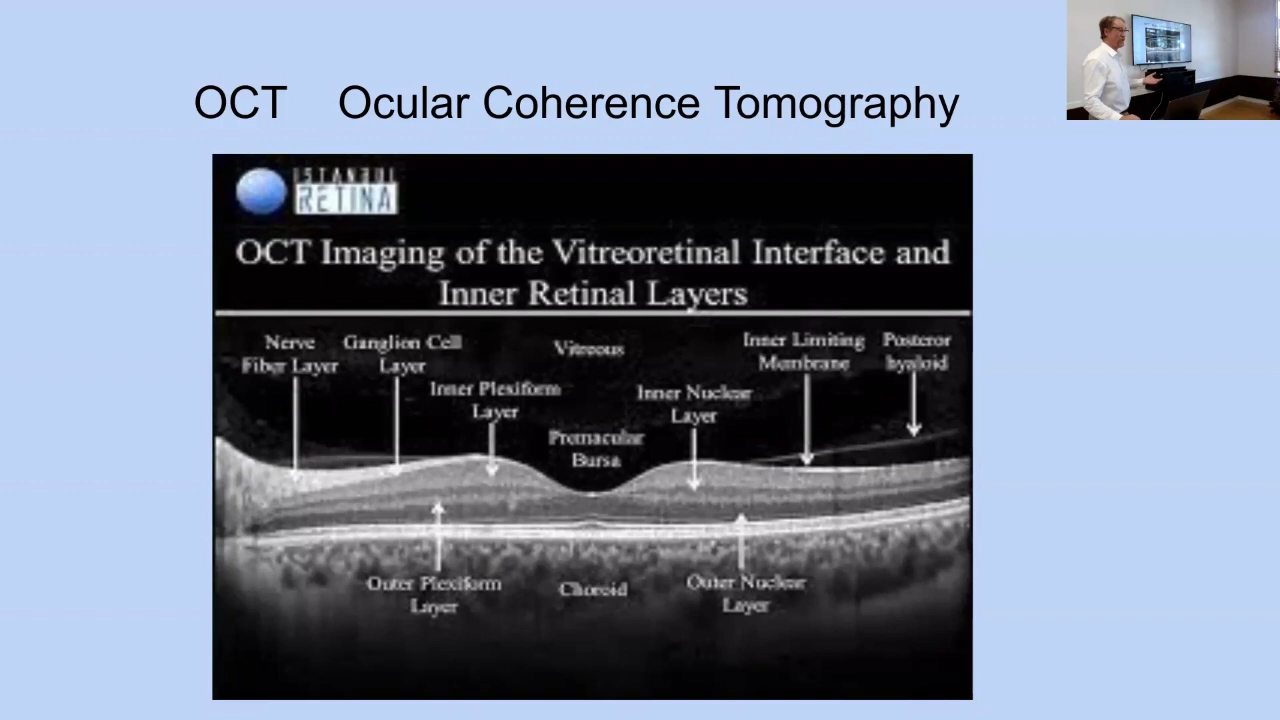 OCT Ocular Coherence Tomography
ISTANBUL
RETINA
OCT Imaging of the Vitreoretinal Interface and
Inner Retinal Layers
Nerve
Fiber Layer
Ganglion Cell
Layer
Vitreous
Inner Limiting
Membrane
Posteror
hyaloid
Inner Plexiform
Layer
Inner Nuclear
Layer
Premacular
Bursa
Outer Plexiform
Layer
Choroid
Outer Nuclear
Layer